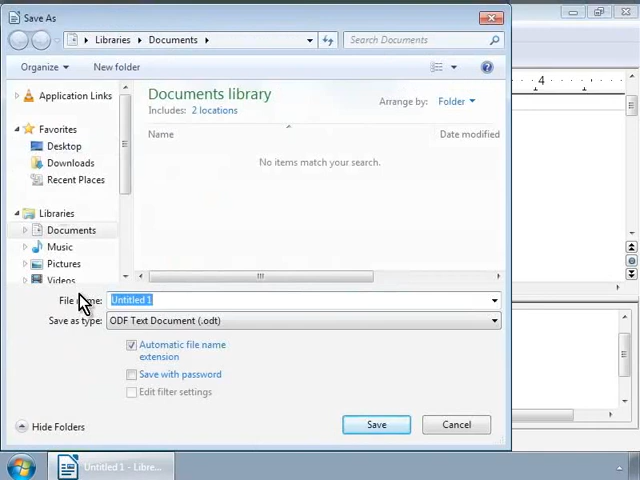 Save As
Libraries Documents
Search Documents
Organize New folder
Documents library
Includes: 2 locations
Arrange by: Folder
Name Date modified
No items match your search.
Application Links
Favorites
Desktop
Downloads
Recent Places
Libraries
Documents
Music
Pictures
Videos
File name: Untitled 1
Save as type: ODF Text Document (.odt)
Automatic file name
extension
Save with password
Edit filter settings
Hide Folders
Save Cancel
4
Untitled 1 - Libre...